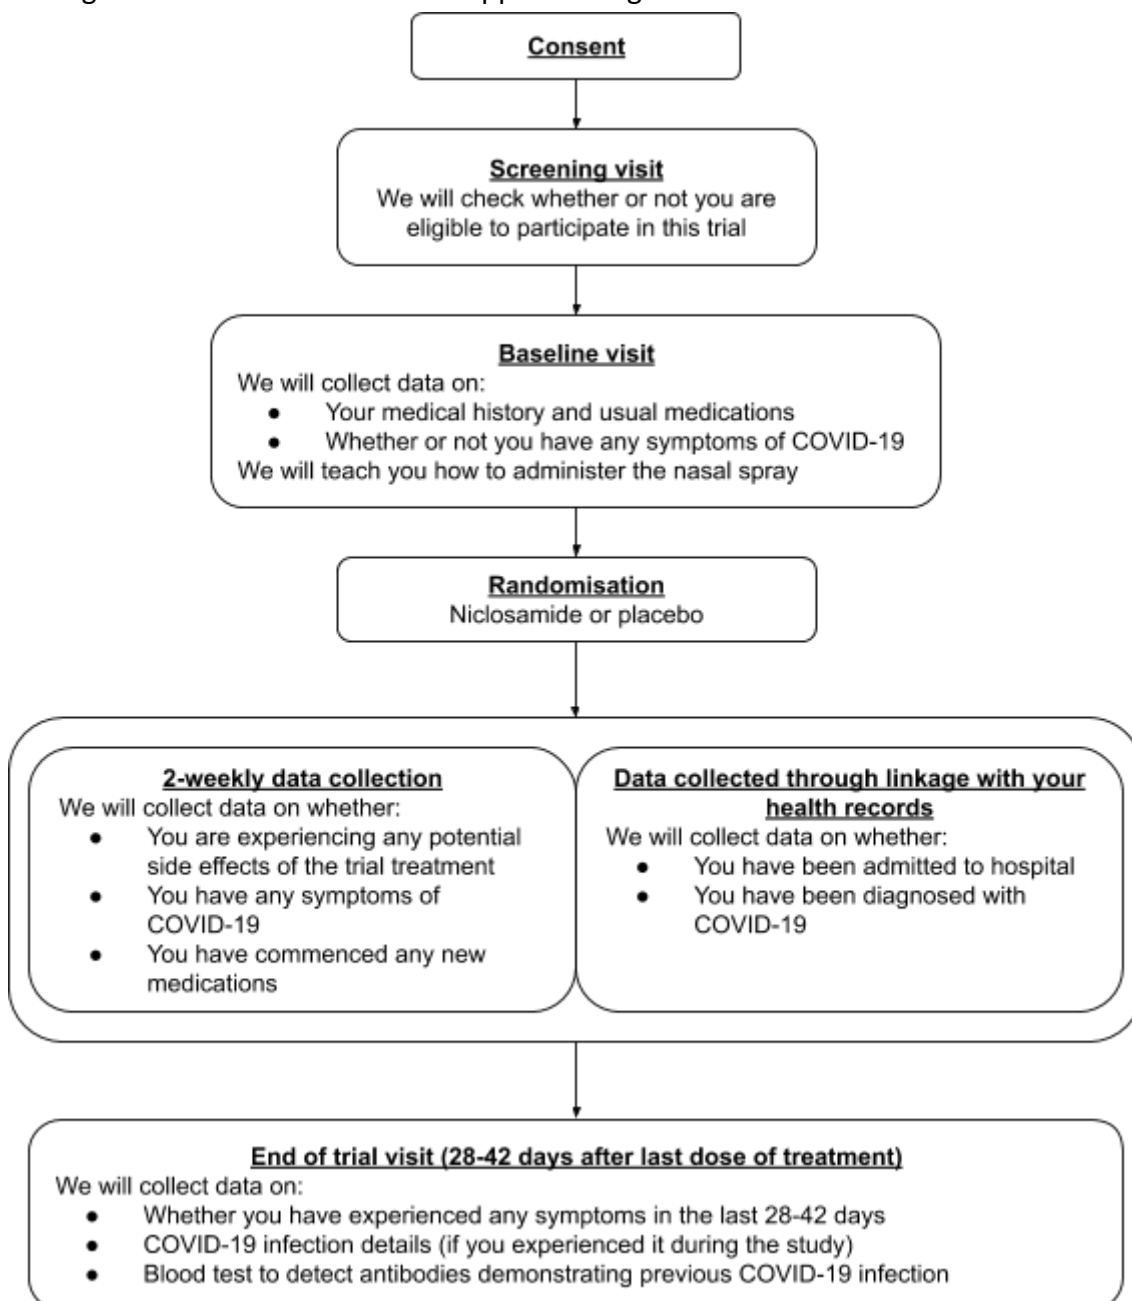 Consent
Screening visit
We will check whether or not you are
eligible to participate in this trial
Baseline visit
We will collect data on:
● Your medical history and usual medications
● Whether or not you have any symptoms of COVID-19
We will teach you how to administer the nasal spray
Randomisation
Niclosamide or placebo
2-weekly data collection
We will collect data on whether:
● You are experiencing any potential
side effects of the trial treatment
● You have any symptoms of
COVID-19
● You have commenced any new
medications
Data collected through linkage with your
health records
We will collect data on whether:
● You have been admitted to hospital
● You have been diagnosed with
COVID-19
End of trial visit (28-42 days after last dose of treatment)
We will collect data on:
● Whether you have experienced any symptoms in the last 28-42 days
● COVID-19 infection details (if you experienced it during the study)
● Blood test to detect antibodies demonstrating previous COVID-19 infection